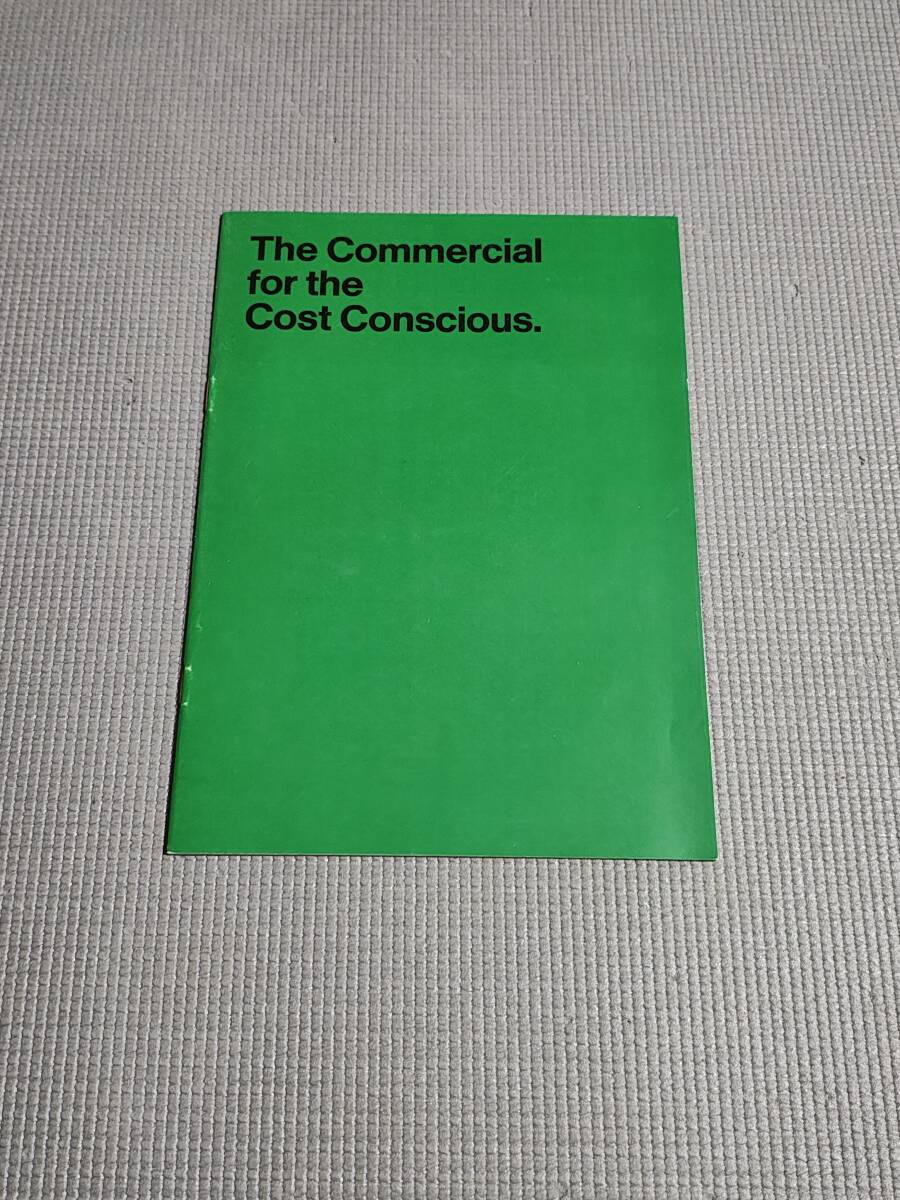 The Commercial
for the
Cost Conscious.